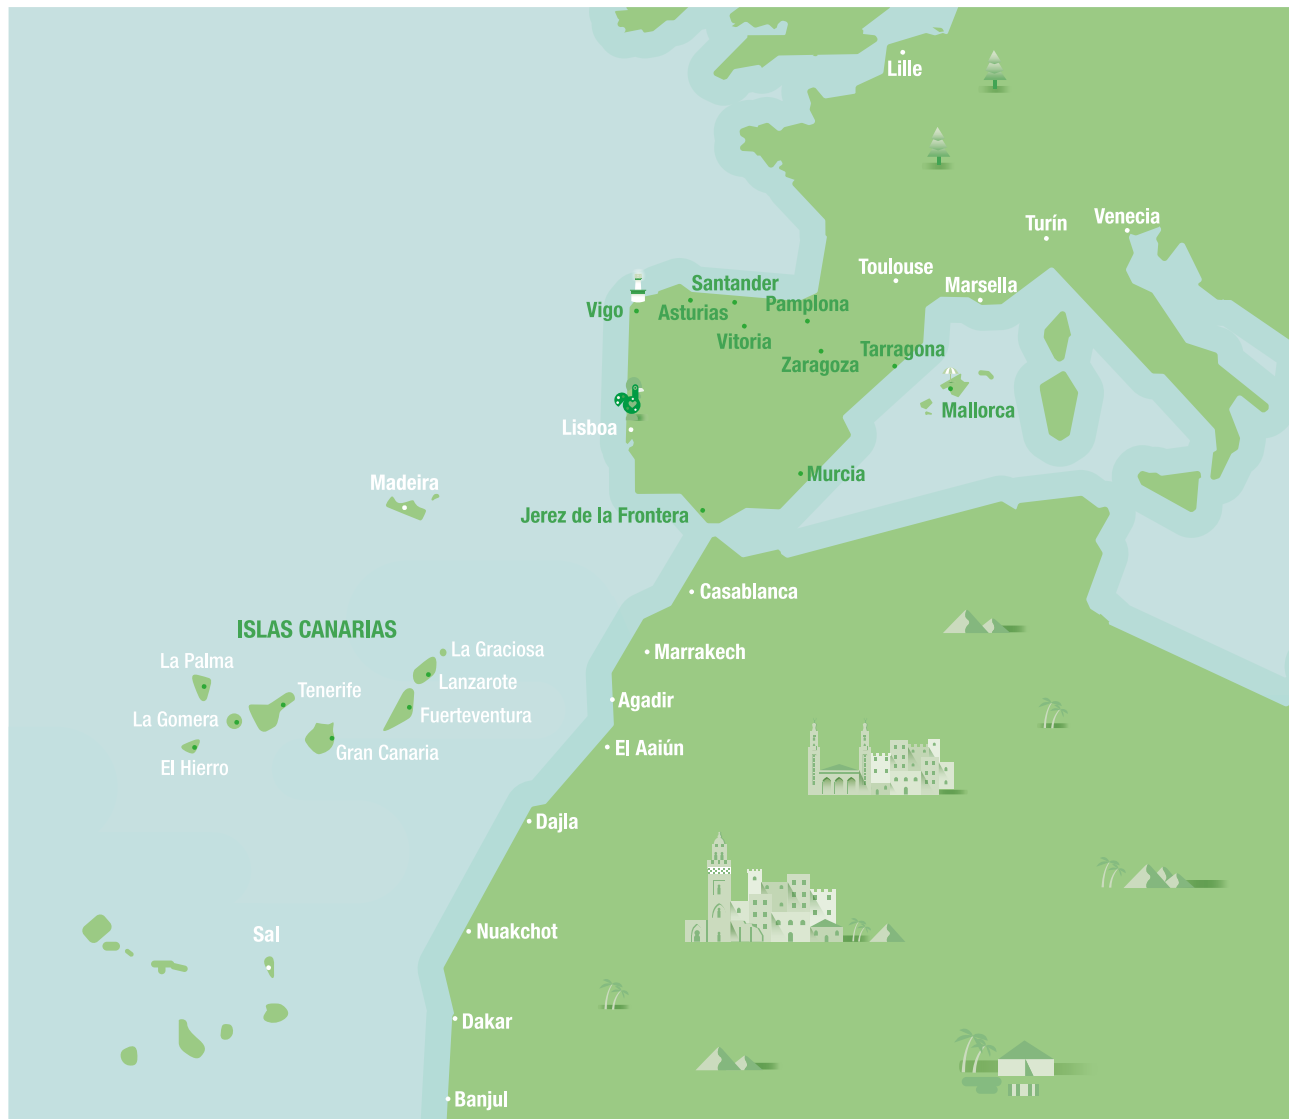 Lille
Turín
Venecia
Toulouse
Marsella
Santander
Vigo
Asturias
Pamplona
Vitoria
Zaragoza
Tarragona
Mallorca
Lisboa
Madeira
Murcia
Jerez de la Frontera
Casablanca
ISLAS CANARIAS
La Graciosa
Marrakech
La Palma
Lanzarote
Tenerife
Agadir
La Gomera
Fuerteventura
El Aaiún
Gran Canaria
El Hierro
Dajla
Sal
Nuakchot
Dakar
Banjul